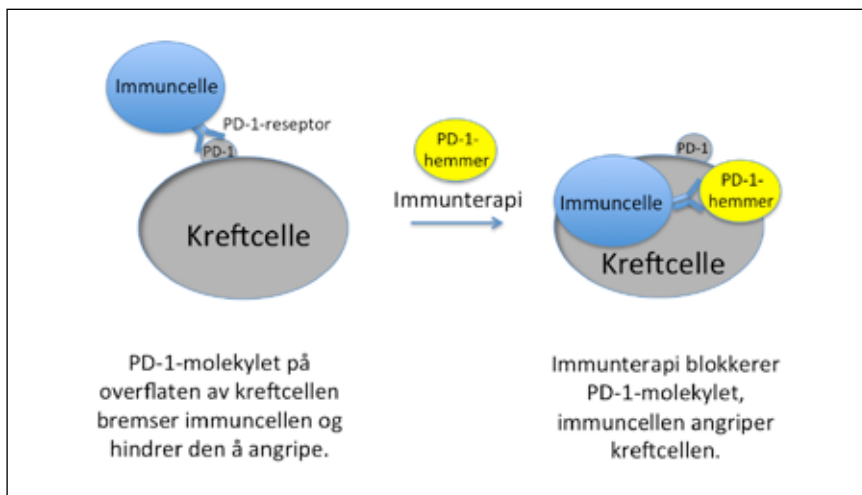 Immuncelle
PD-1-reseptor
PD-1
Kreftcelle
PD-1-
hemmer
Immunterapi
PD-1
PD-1-
hemmer
Immuncelle
Kreftcelle
PD-1-molekylet på
overflaten av kreftcellen
bremser immuncellen og
hindrer den å angripe.
Immunterapi blokkerer
PD-1-molekylet,
immuncellen angriper
kreftcellen.